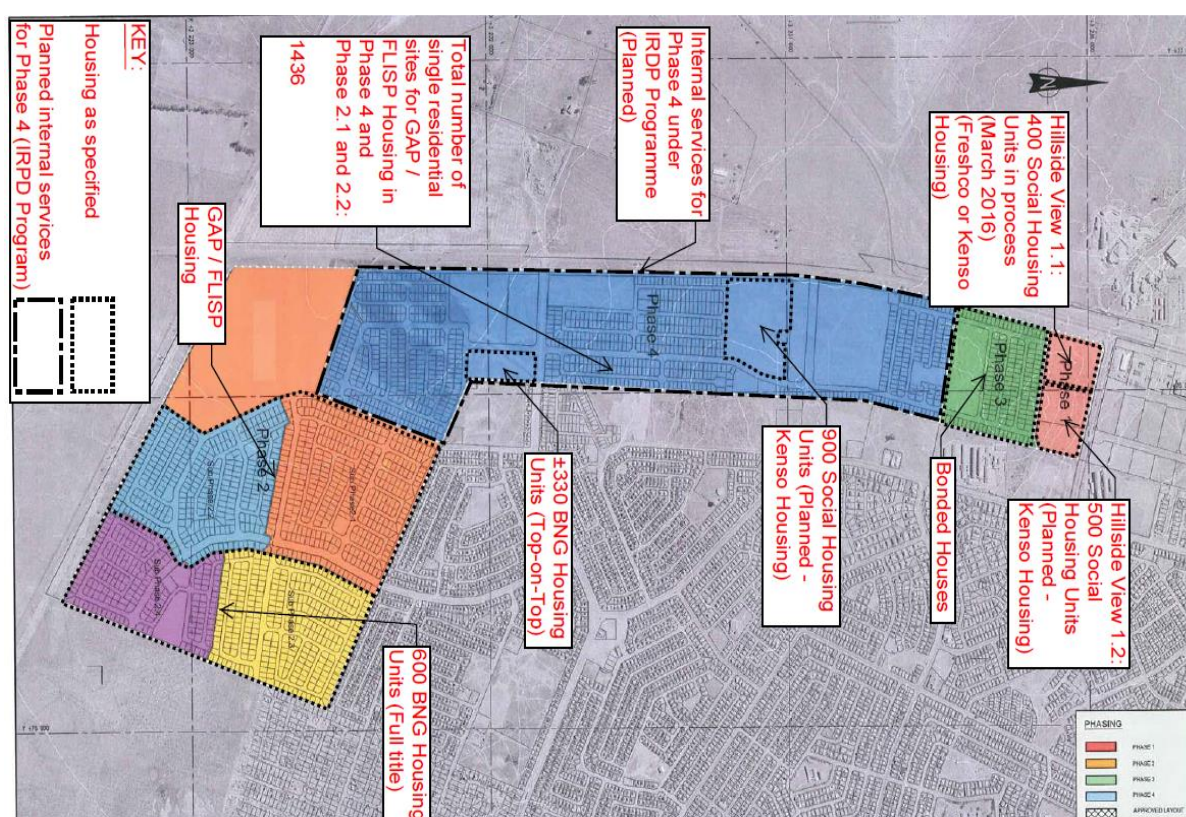 KEY:
Housing as specified
Planned internal services
for Phase 4 (IRPD Program)
Total number of
single residential
sites for GAP /
FLISP Housing in
Phase 4 and
Phase 2.1 and 2.2:
1436
Internal services for
Phase 4 under
IRDP Programme
(Planned)
N
Hillside View 1.1:
400 Social Housing
Units in process
(March 2016)
(Freshco or Kenso
Housing)
GAP / FLISP
Housing
Phase 4
Phase 3
Phase
Phase 2
900 Social Housing
Units (Planned -
Kenso Housing)
Bonded Houses
Hillside View 1.2:
500 Social
Housing Units
(Planned -
Kenso Housing)
±330 BNG Housing
Units (Top-on-Top)
600 BNG Housing
Units (Full title)
PHASING
PHASE 1
PHASE 2
PHASE 3
PHASE 4
APPROVED LAYOUT